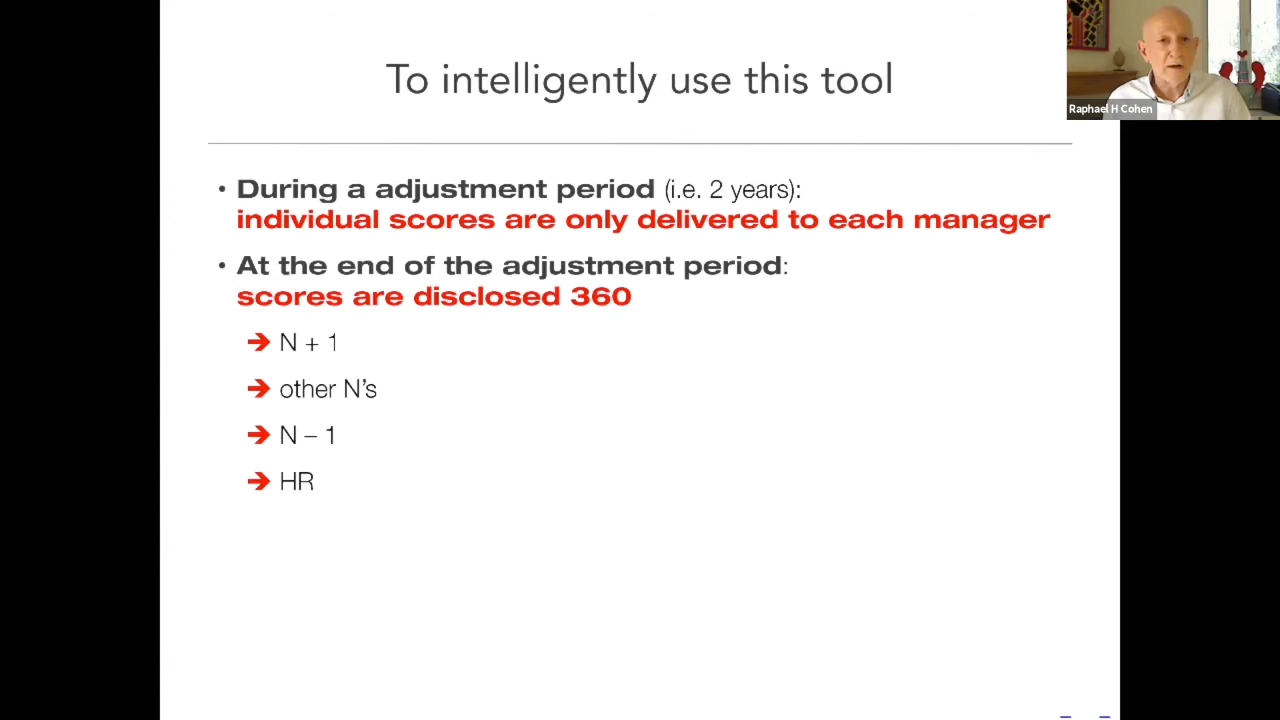 To intelligently use this tool
Raphael H Cohen
• During a adjustment period (i.e. 2 years):
individual scores are only delivered to each manager
• At the end of the adjustment period:
scores are disclosed 360
➔ N + 1
➔ other N’s
➔ N – 1
➔ HR